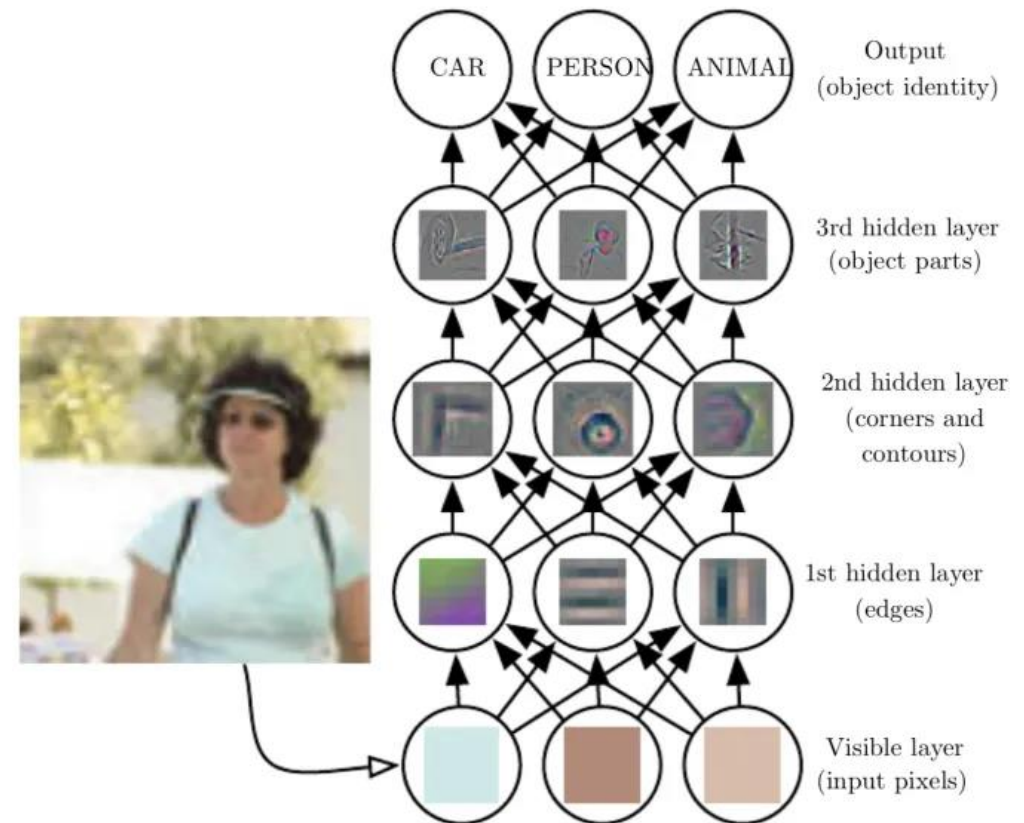 CAR PERSON ANIMAL
Output
(object identity)
3rd hidden layer
(object parts)
2nd hidden layer
(corners and
contours)
1st hidden layer
(edges)
Visible layer
(input pixels)